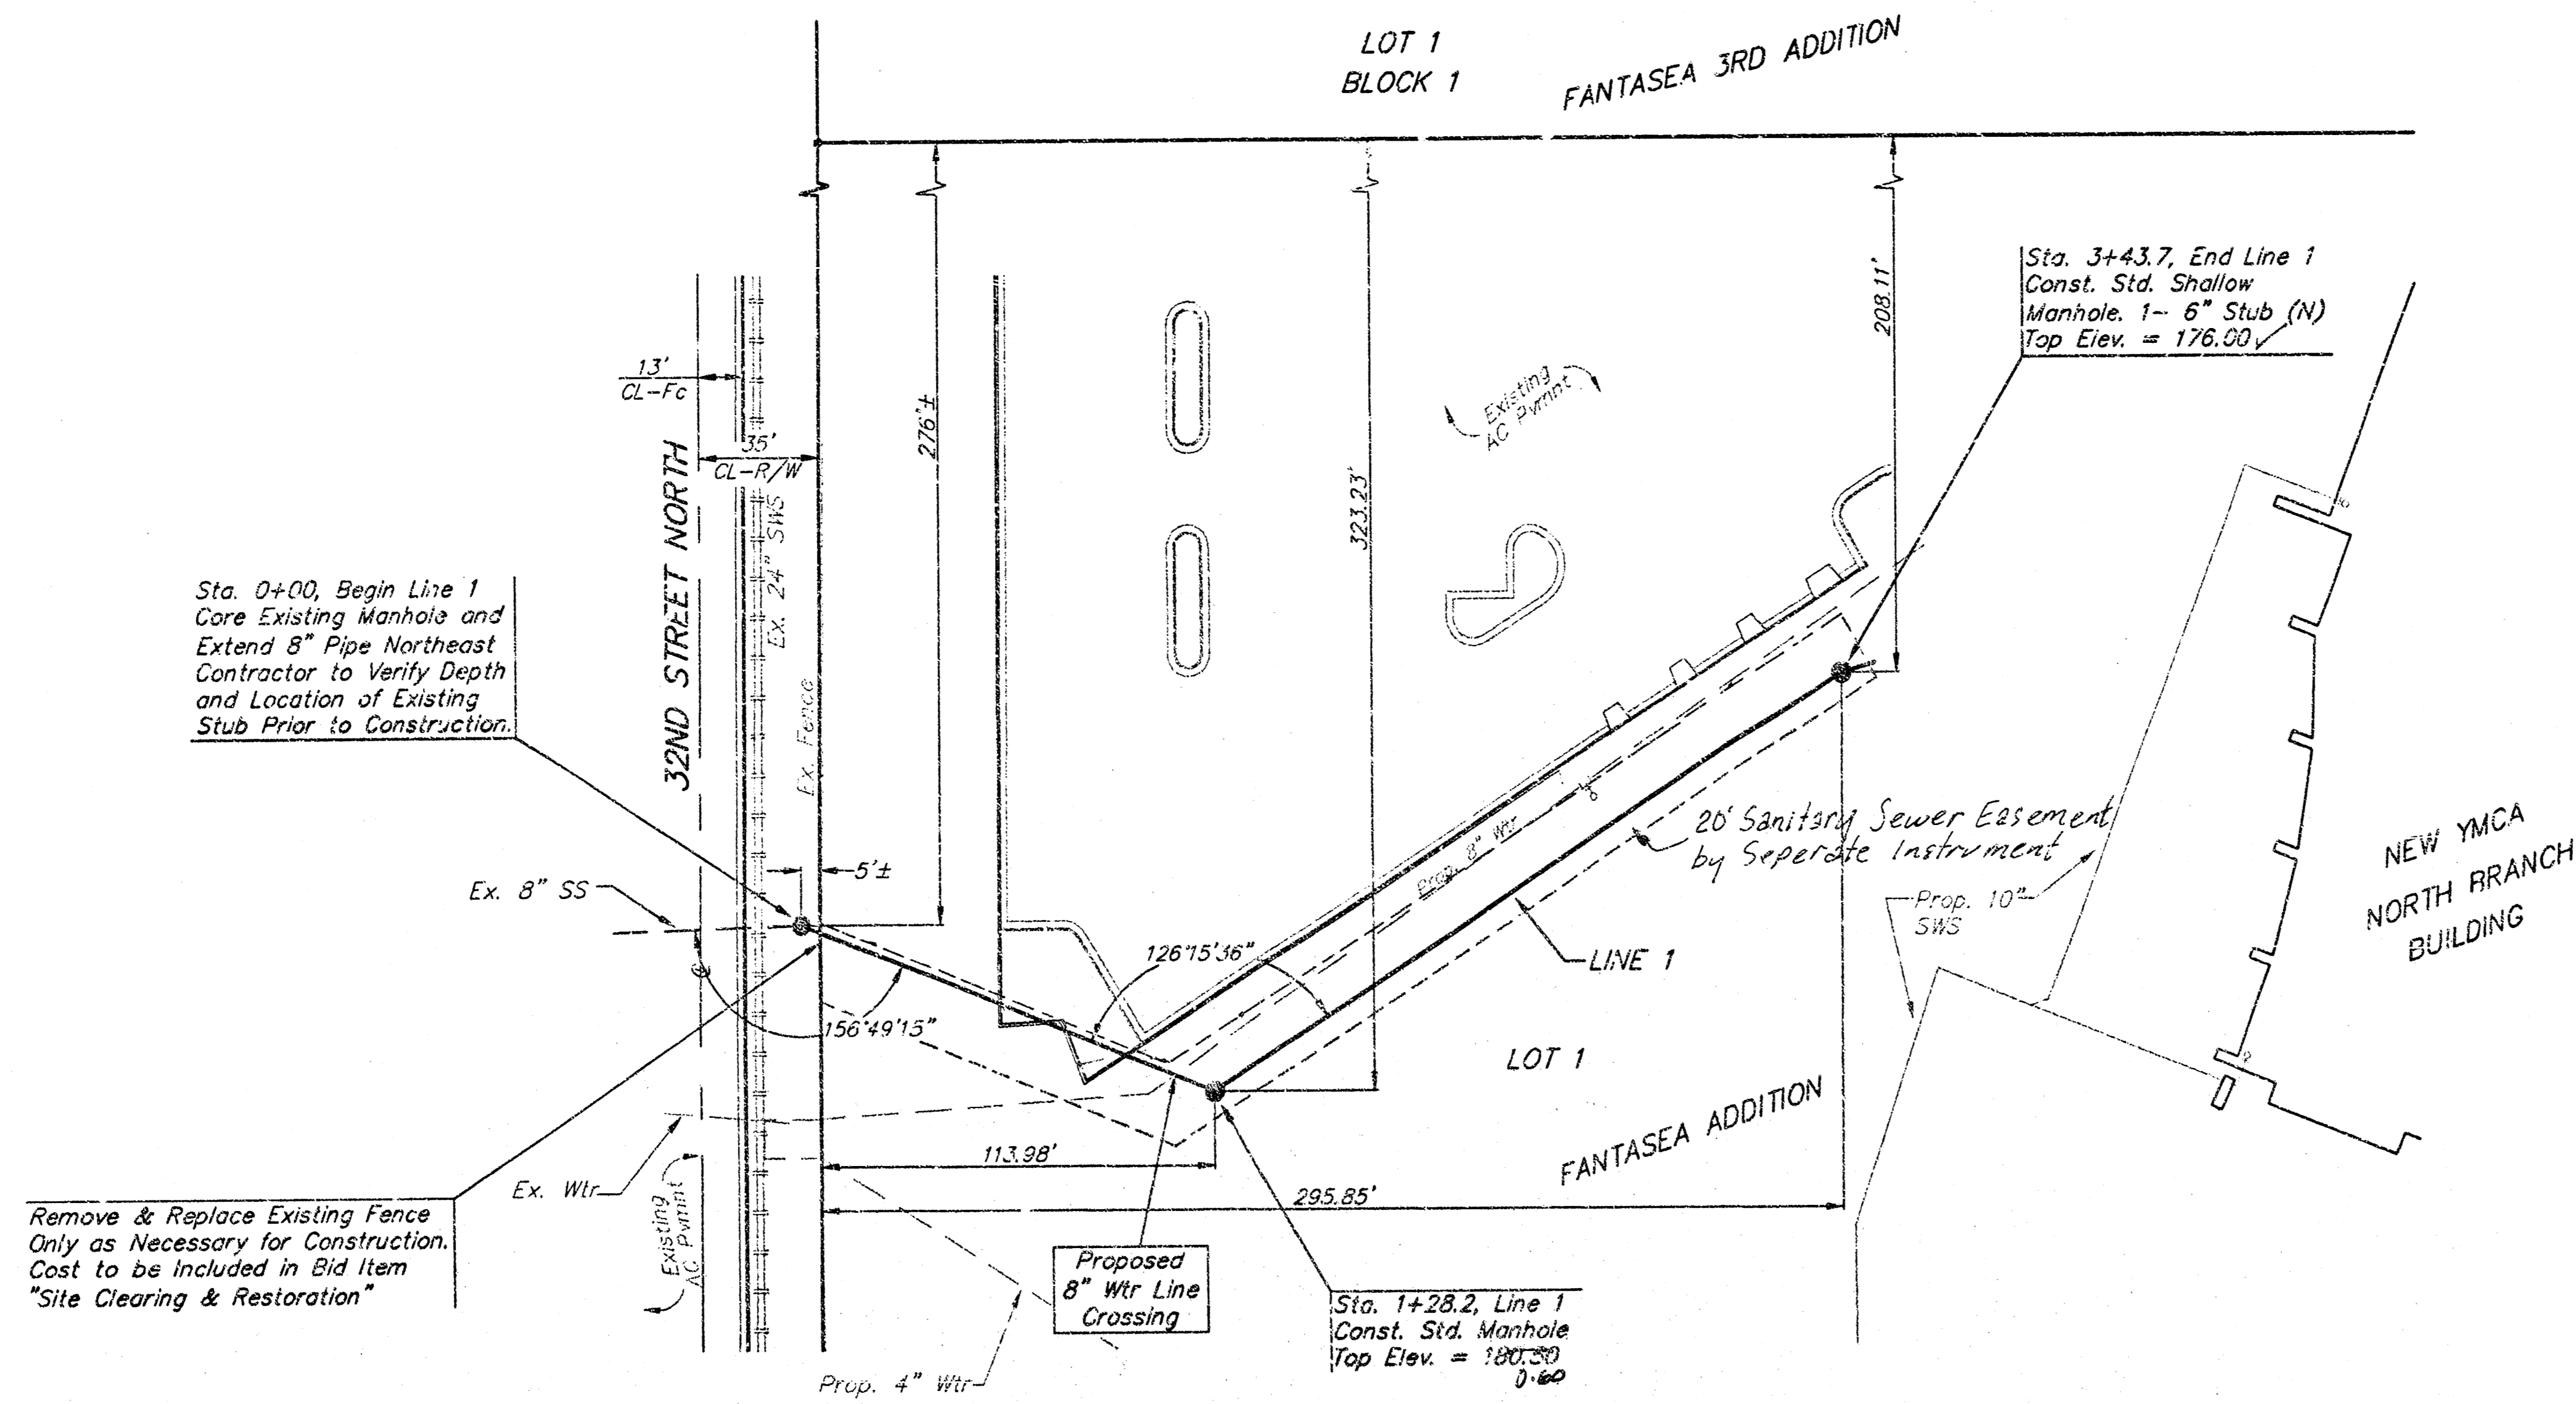 LOT 1
BLOCK 1
FANTASEA 3RD ADDITION
Sta. 3+43.7, End Line 1
Const. Std. Shallow
Manhole. 1- 6" Stub (N)
Top Elev. = 176.00 ✓
208.11'
13'
CL-Fc
35'
CL-R/W
276'±
323.23'
Existing
AC Pvmnt
32ND STREET NORTH
Ex. 24" SWS
Ex. Fence
Sta. 0+00, Begin Line 1
Core Existing Manhole and
Extend 8" Pipe Northeast
Contractor to Verify Depth
and Location of Existing
Stub Prior to Construction.
Ex. 8" SS
5'±
Prop. 8" Wtr
20' Sanitary Sewer Easement
by Seperate Instrument
Prop. 10"
SWS
NEW YMCA
NORTH BRANCH
BUILDING
126°15'36"
LINE 1
156°49'15"
LOT 1
FANTASEA ADDITION
113.98'
295.85'
Ex. Wtr
Existing
AC Pvmnt
Remove & Replace Existing Fence
Only as Necessary for Construction.
Cost to be Included in Bid Item
"Site Clearing & Restoration"
Proposed
8" Wtr Line
Crossing
Sta. 1+28.2, Line 1
Const. Std. Manhole
Top Elev. = 180.50
0.60
Prop. 4" Wtr